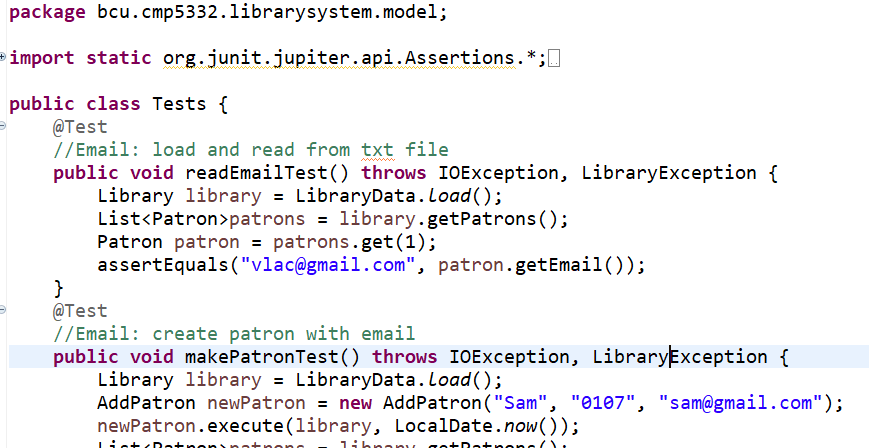 package bcu.cmp5332.librarysystem.model;
import static org.junit.jupiter.api.Assertions.*;
public class Tests {
@Test
//Email: load and read from txt file
public void readEmailTest() throws IOException, LibraryException {
Library library = LibraryData.load();
List<Patron>patrons = library.getPatrons();
Patron patron = patrons.get(1);
assertEquals("vlac@gmail.com", patron.getEmail());
}
@Test
//Email: create patron with email
public void makePatronTest() throws IOException, LibraryException {
Library library = LibraryData.load();
AddPatron newPatron = new AddPatron("Sam", "0107", "sam@gmail.com");
newPatron.execute(library, LocalDate.now());
List<Patron>patrons = library.getPatrons();